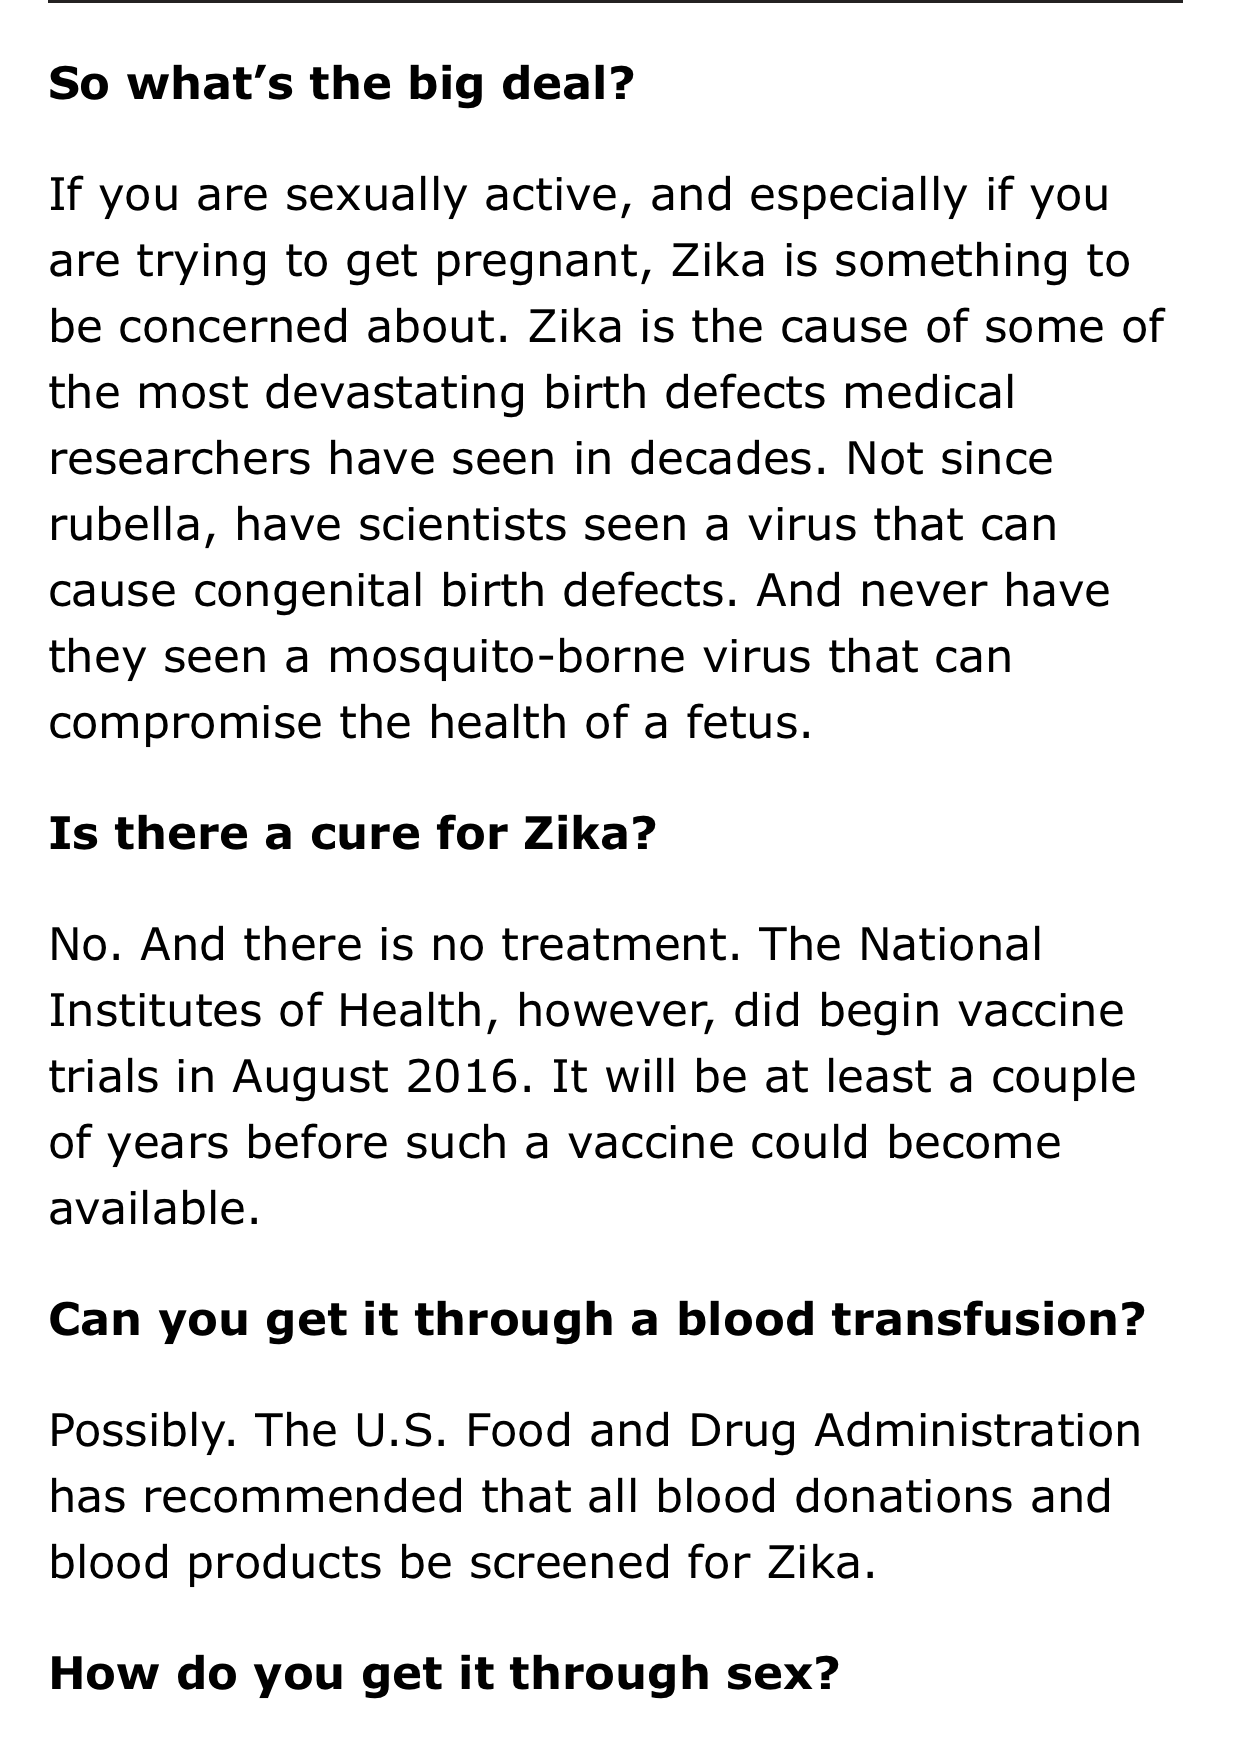 So what’s the big deal?
If you are sexually active, and especially if you
are trying to get pregnant, Zika is something to
be concerned about. Zika is the cause of some of
the most devastating birth defects medical
researchers have seen in decades. Not since
rubella, have scientists seen a virus that can
cause congenital birth defects. And never have
they seen a mosquito-borne virus that can
compromise the health of a fetus.
Is there a cure for Zika?
No. And there is no treatment. The National
Institutes of Health, however, did begin vaccine
trials in August 2016. It will be at least a couple
of years before such a vaccine could become
available.
Can you get it through a blood transfusion?
Possibly. The U.S. Food and Drug Administration
has recommended that all blood donations and
blood products be screened for Zika.
How do you get it through sex?